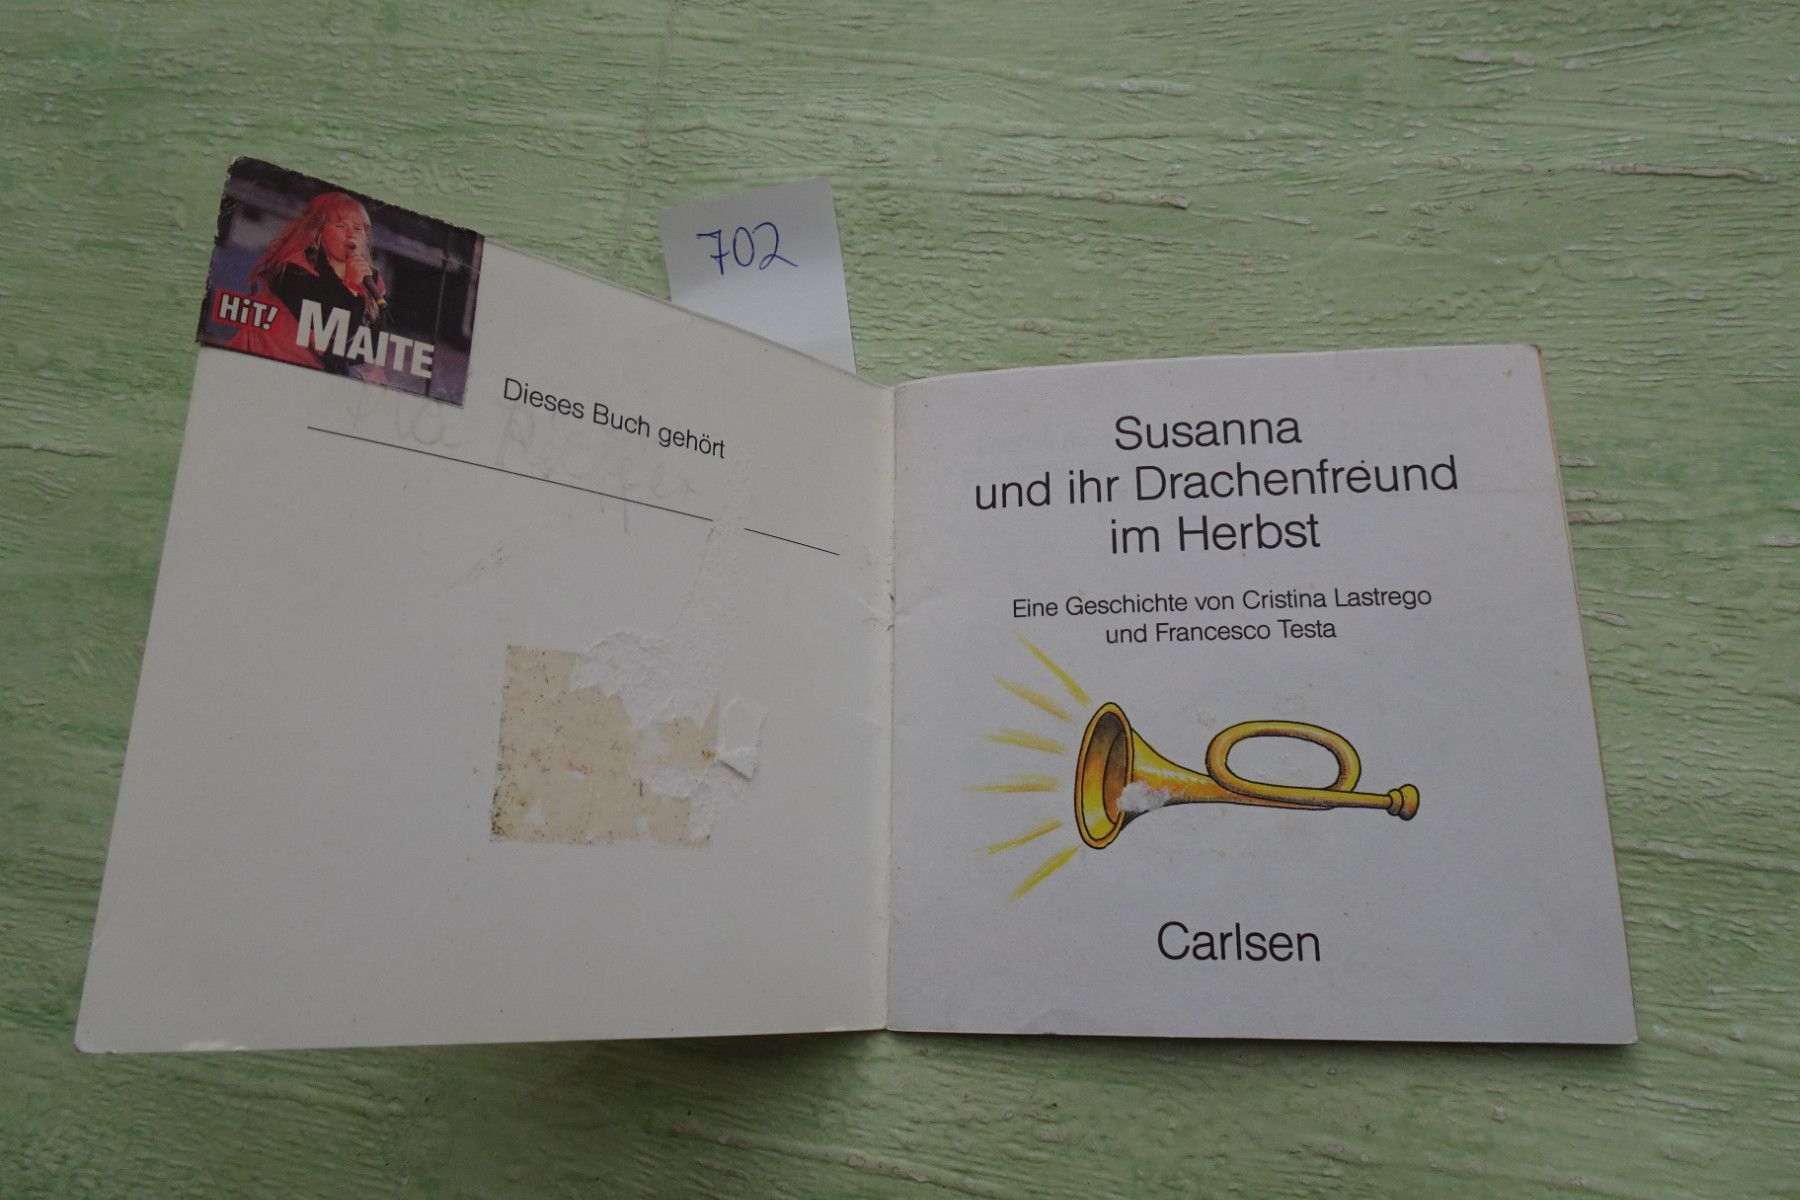 HiT!
MAITE
702
Dieses Buch gehört
Susanna
und ihr Drachenfreund
im Herbst
Eine Geschichte von Cristina Lastrego
und Francesco Testa
Carlsen